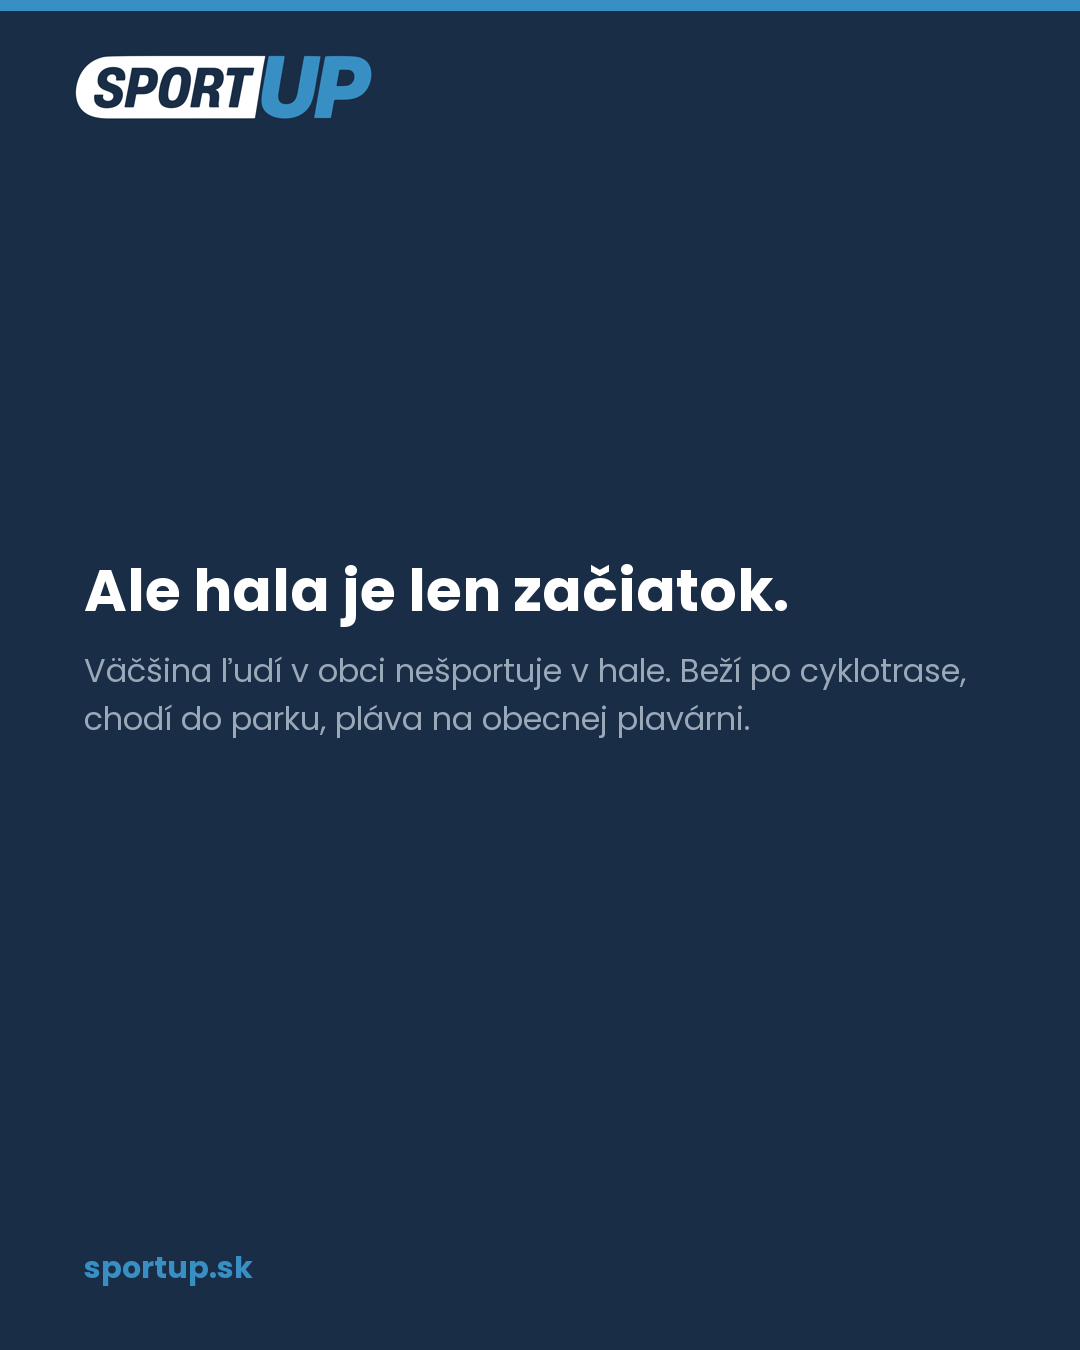 SPORTUP
Ale hala je len začiatok.
Väčšina ľudí v obci nešportuje v hale. Beží po cyklotrase,
chodí do parku, pláva na obecnej plavárni.
sportup.sk